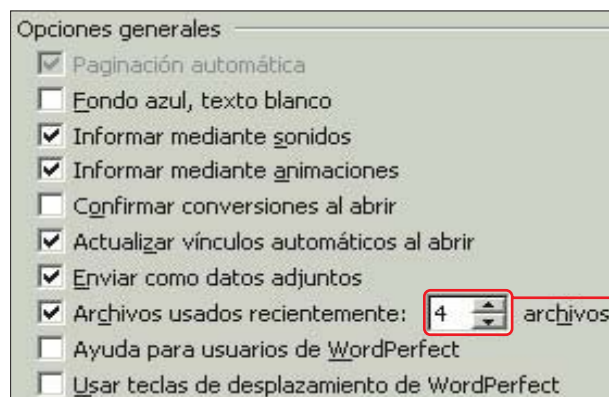 Opciones generales
Paginación automática
Fondo azul, texto blanco
Informar mediante sonidos
Informar mediante animaciones
Confirmar conversiones al abrir
Actualizar vínculos automáticos al abrir
Enviar como datos adjuntos
Archivos usados recientemente: 4 archivos
Ayuda para usuarios de WordPerfect
Usar teclas de desplazamiento de WordPerfect